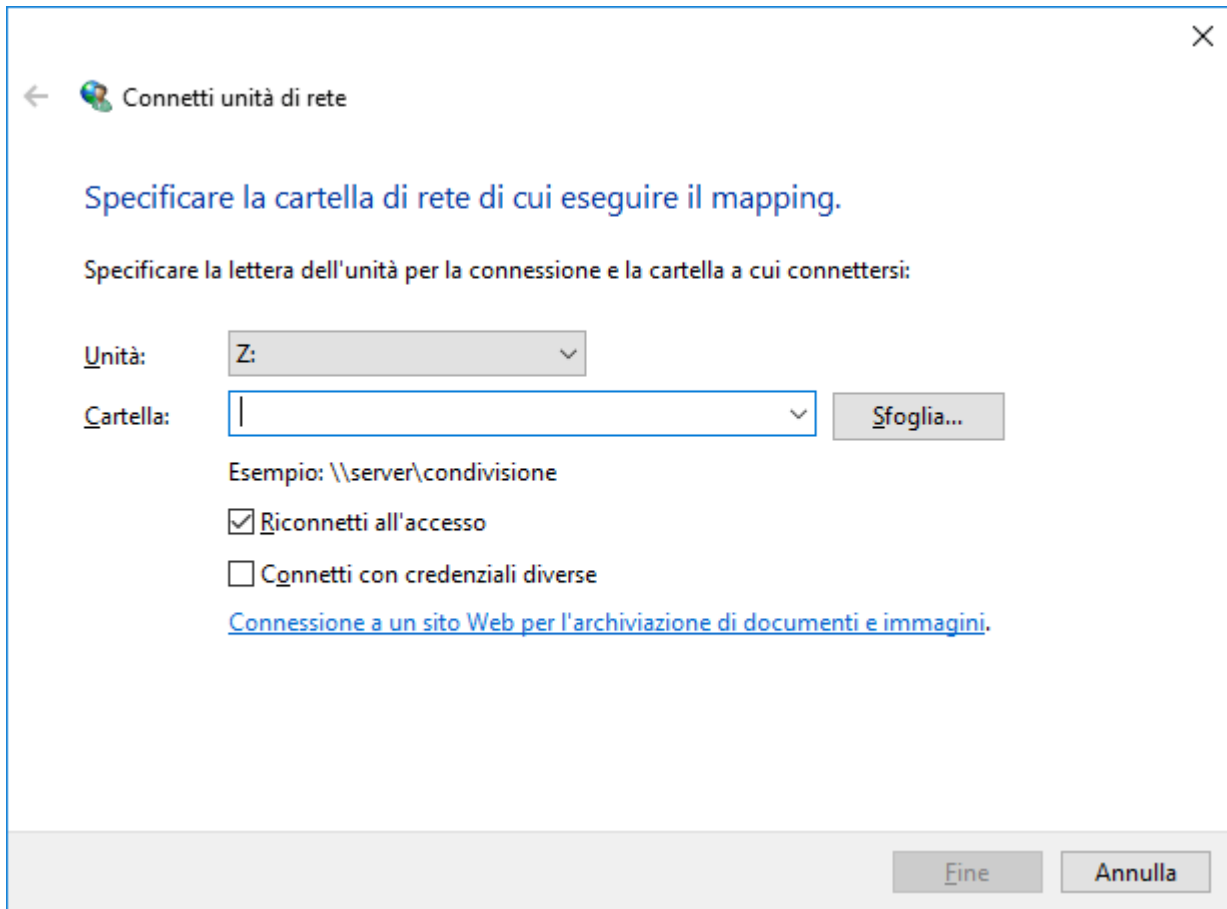 Connetti unità di rete
Specificare la cartella di rete di cui eseguire il mapping.
Specificare la lettera dell'unità per la connessione e la cartella a cui connettersi:
Unità: Z:
Cartella: Sfoglia...
Esempio: \\server\condivisione
Riconnetti all'accesso
Connetti con credenziali diverse
Connessione a un sito Web per l'archiviazione di documenti e immagini.
Fine Annulla